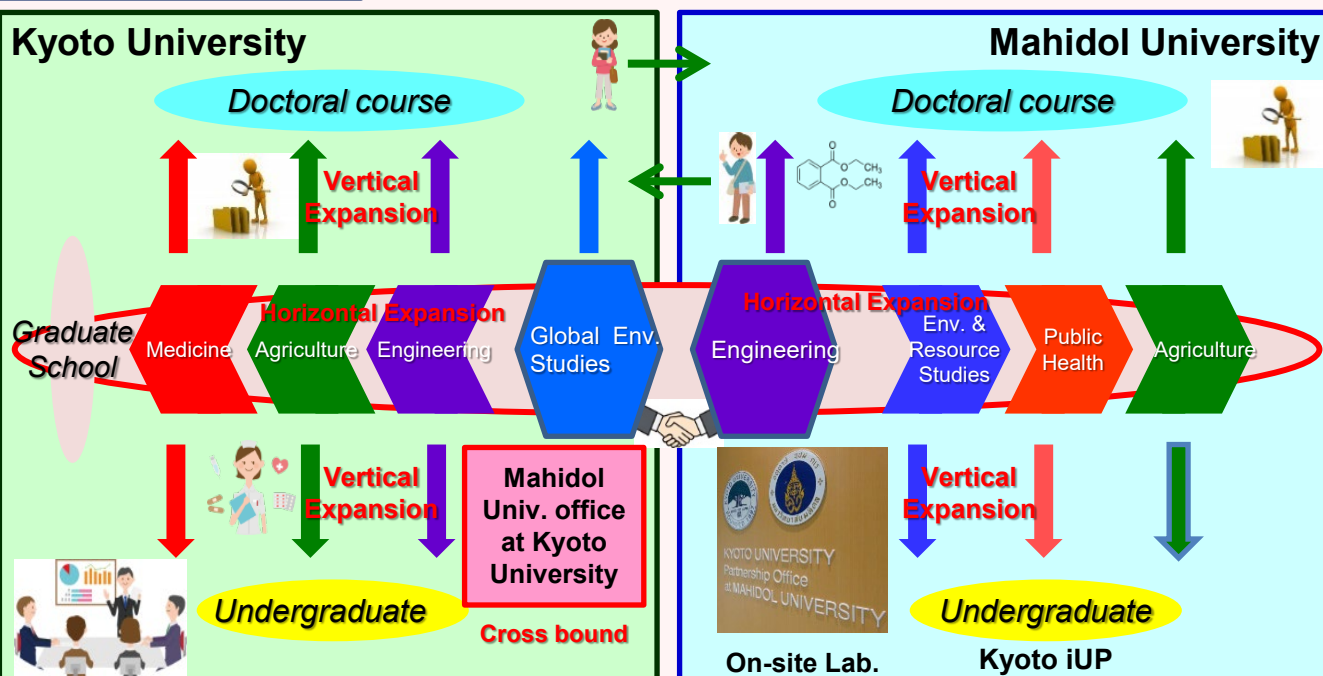 Kyoto University
Mahidol University
Doctoral course
Doctoral course
Vertical
Expansion
Vertical
Expansion
O
O CH3
O CH3
O
Horizontal Expansion
Horizontal Expansion
Graduate
School
Medicine
Agriculture
Engineering
Global Env.
Studies
Engineering
Env. &
Resource
Studies
Public
Health
Agriculture
Vertical
Expansion
Vertical
Expansion
Mahidol
Univ. office
at Kyoto
University
Cross bound
KYOTO UNIVERSITY
Partnership Office
at MAHIDOL UNIVERSITY
Undergraduate
Undergraduate
On-site Lab.
Kyoto iUP